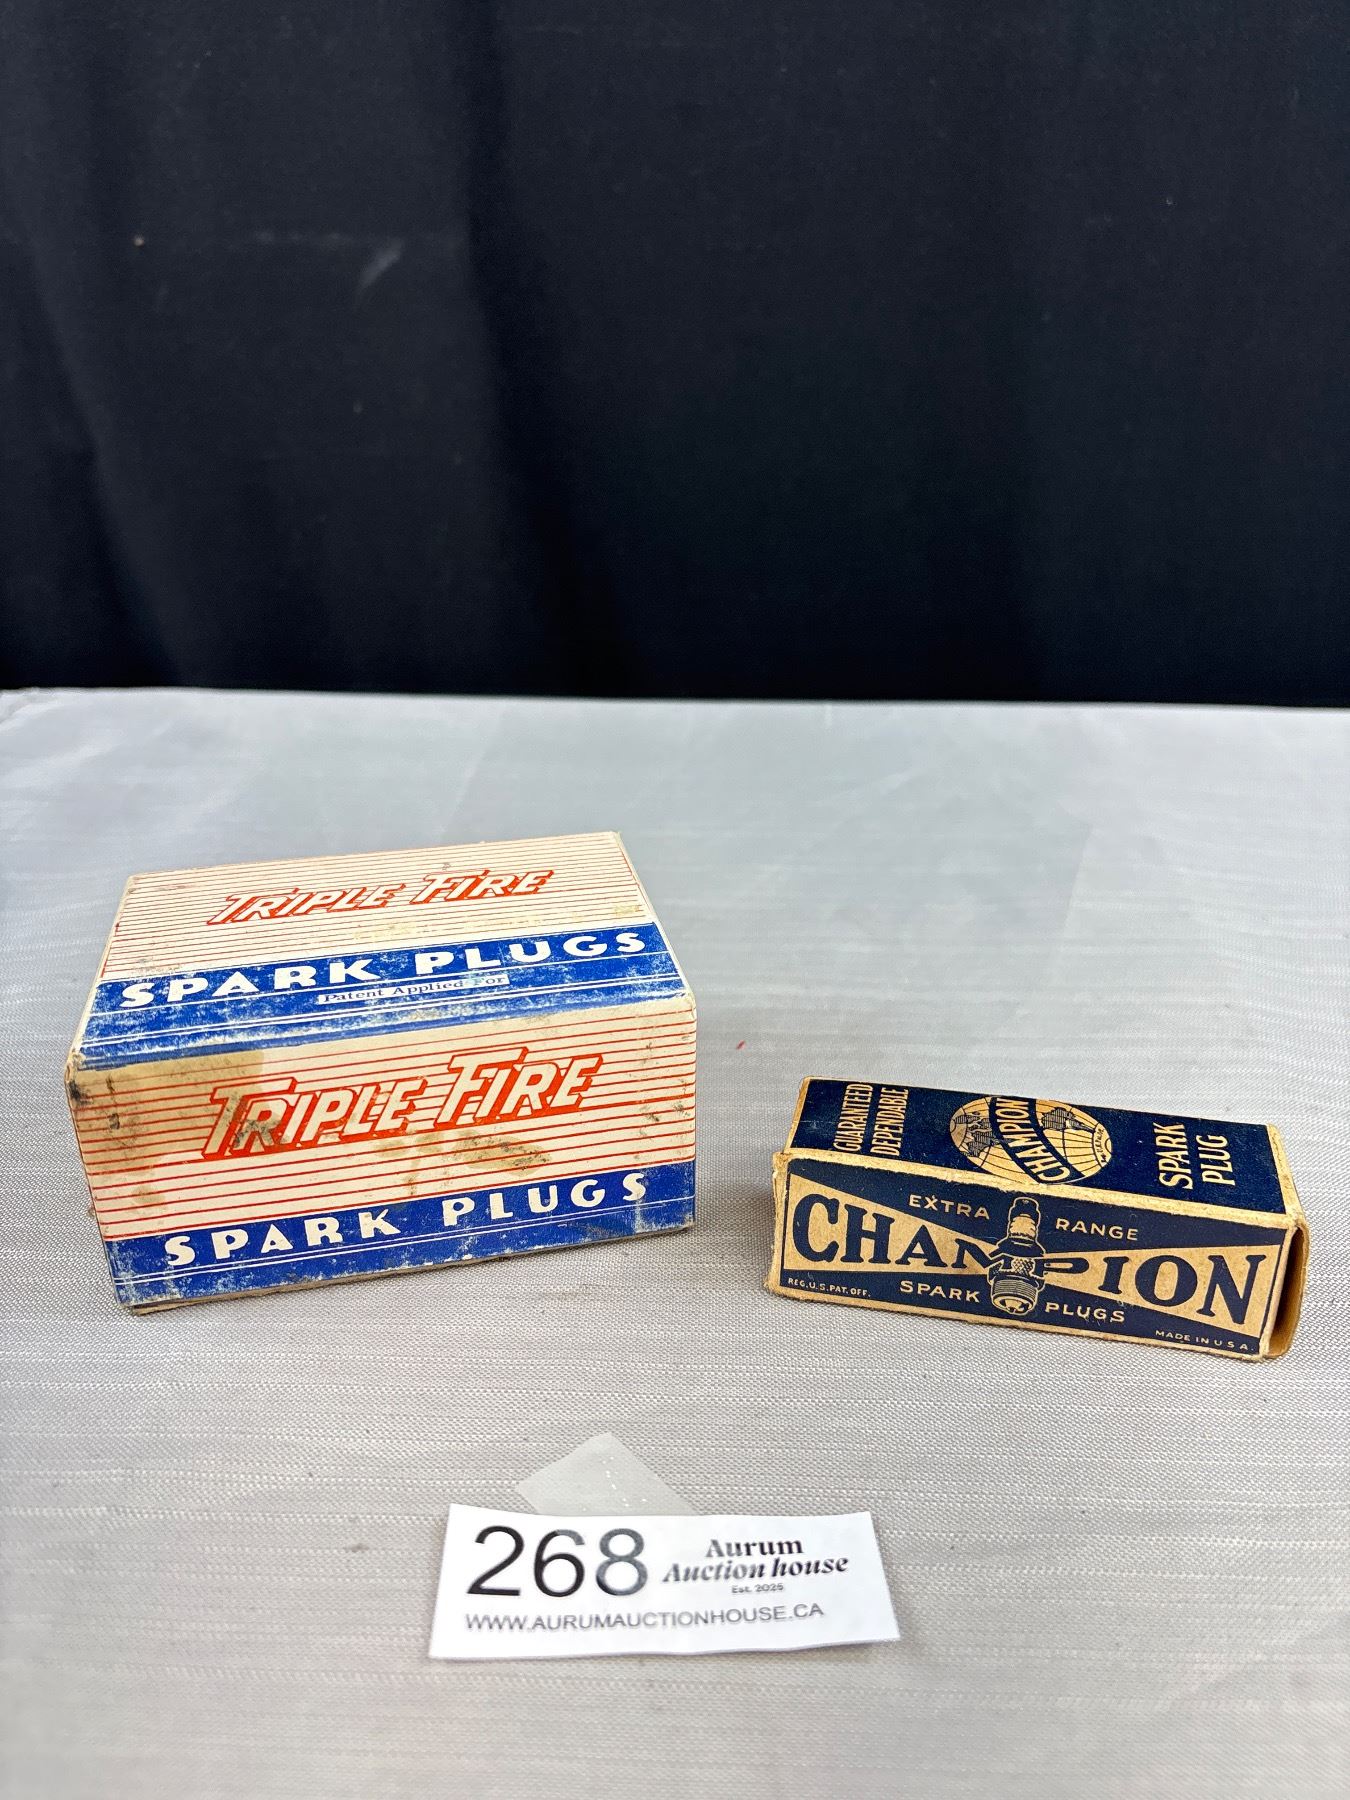 TRIPLE FIRE
SPARK PLUGS
Patent Applied For
TRIPLE FIRE
SPARK PLUGS
GUARANTEED
DEPENDABLE
CHAMPION
SPARK
PLUG
EXTRA RANGE
CHAMPION
REG. U.S. PAT. OFF.
SPARK PLUGS
MADE IN U S A.
268
Aurum
Auction house
Est. 2025
WWW.AURUMAUCTIONHOUSE.CA